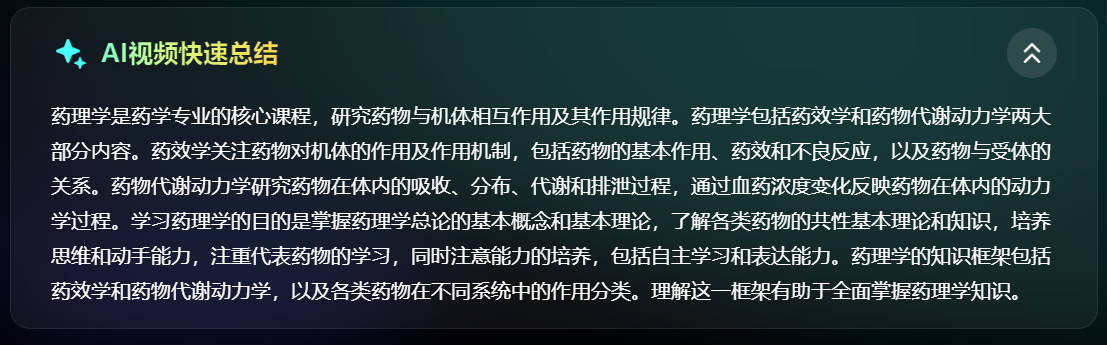 AI视频快速总结
药理学是药学专业的核心课程，研究药物与机体相互作用及其作用规律。药理学包括药效学和药物代谢动力学两大
部分内容。药效学关注药物对机体的作用及作用机制，包括药物的基本作用、药效和不良反应，以及药物与受体的
关系。药物代谢动力学研究药物在体内的吸收、分布、代谢和排泄过程，通过血药浓度变化反映药物在体内的动力
学过程。学习药理学的目的是掌握药理学总论的基本概念和基本理论，了解各类药物的共性基本理论和知识，培养
思维和动手能力，注重代表药物的学习，同时注意能力的培养，包括自主学习和表达能力。药理学的知识框架包括
药效学和药物代谢动力学，以及各类药物在不同系统中的作用分类。理解这一框架有助于全面掌握药理学知识。